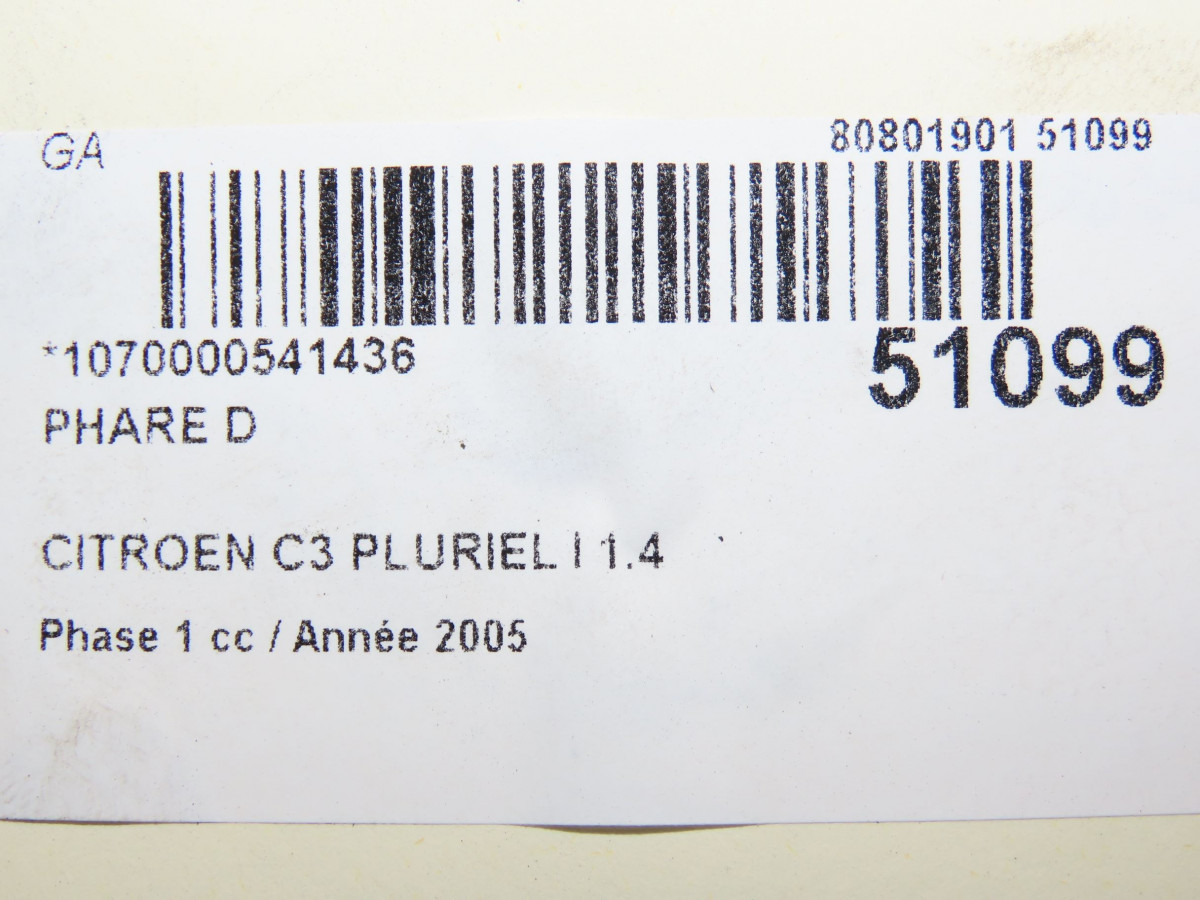 GA
80801901 51099
*1070000541436
51099
PHARE D
CITROEN C3 PLURIEL I 1.4
Phase 1 cc / Année 2005